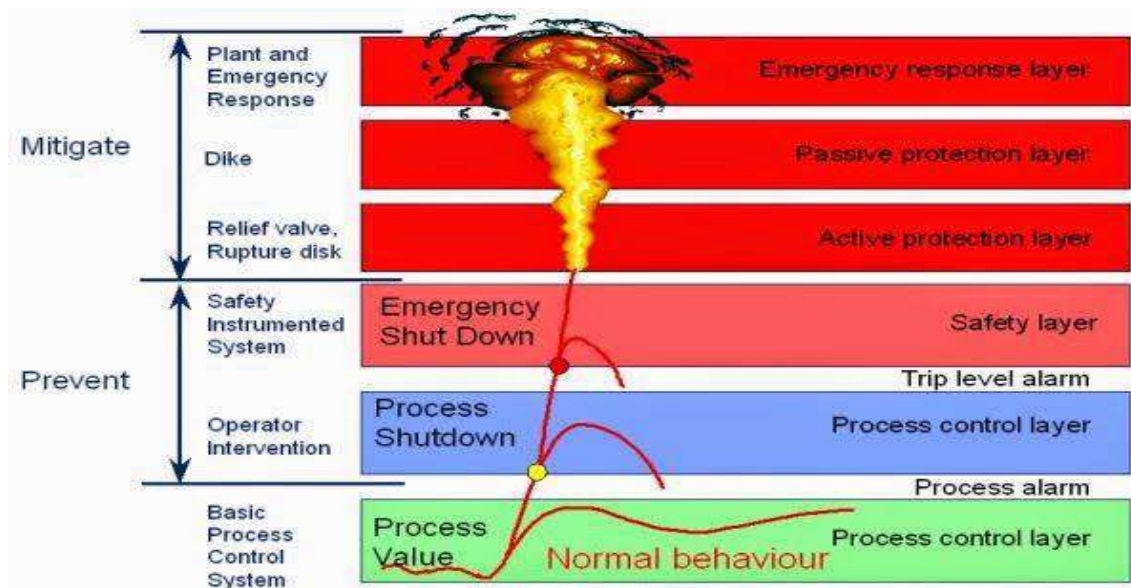 Plant and
Emergency
Response
Emergency response layer
Mitigate
Dike
Passive protection layer
Relief valve,
Rupture disk
Active protection layer
Safety
Instrumented
System
Emergency
Shut Down
Safety layer
Prevent
Trip level alarm
Operator
Intervention
Process
Shutdown
Process control layer
Process alarm
Basic
Process
Control
System
Process
Value
Normal behaviour
Process control layer